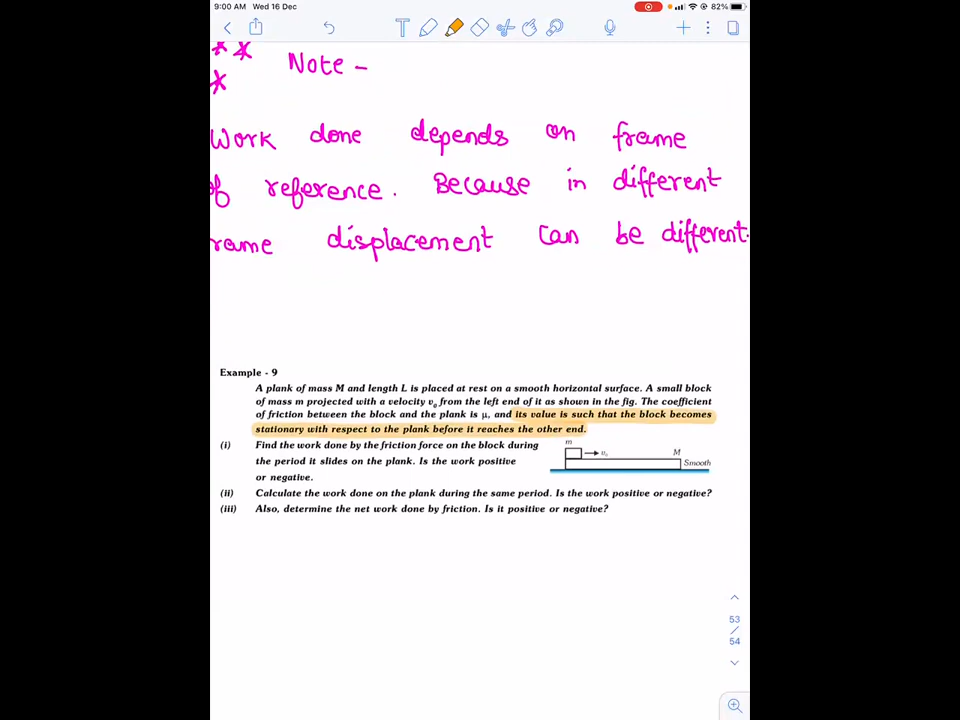 9:00 AM Wed 16 Dec 82%
** Note -
*
Work done depends on frame
of reference. Because in different
rame displacement can be different.
Example - 9
A plank of mass M and length L is placed at rest on a smooth horizontal surface. A small block
of mass m projected with a velocity v₀ from the left end of it as shown in the fig. The coefficient
of friction between the block and the plank is μ, and its value is such that the block becomes
stationary with respect to the plank before it reaches the other end.
(i) Find the work done by the friction force on the block during
the period it slides on the plank. Is the work positive
or negative.
m
v₀ M
Smooth
(ii) Calculate the work done on the plank during the same period. Is the work positive or negative?
(iii) Also, determine the net work done by friction. Is it positive or negative?
53
/
54